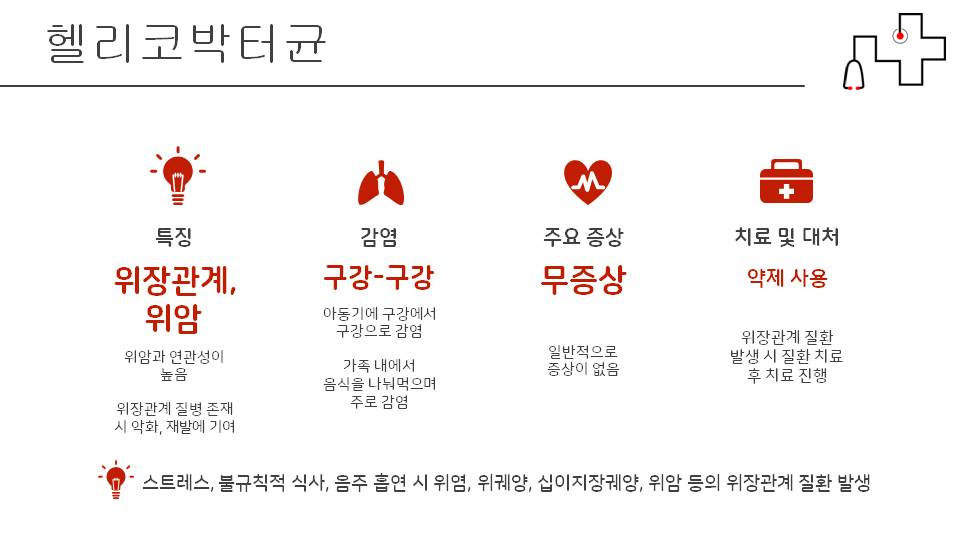 헬리코박터균
특징
위장관계,
위암
위암과 연관성이
높음
위장관계 질병 존재
시 악화, 재발에 기여
감염
구강-구강
아동기에 구강에서
구강으로 감염
가족 내에서
음식을 나눠먹으며
주로 감염
주요 증상
무증상
일반적으로
증상이 없음
치료 및 대처
약제 사용
위장관계 질환
발생 시 질환 치료
후 치료 진행
스트레스, 불규칙적 식사, 음주 흡연 시 위염, 위궤양, 십이지장궤양, 위암 등의 위장관계 질환 발생